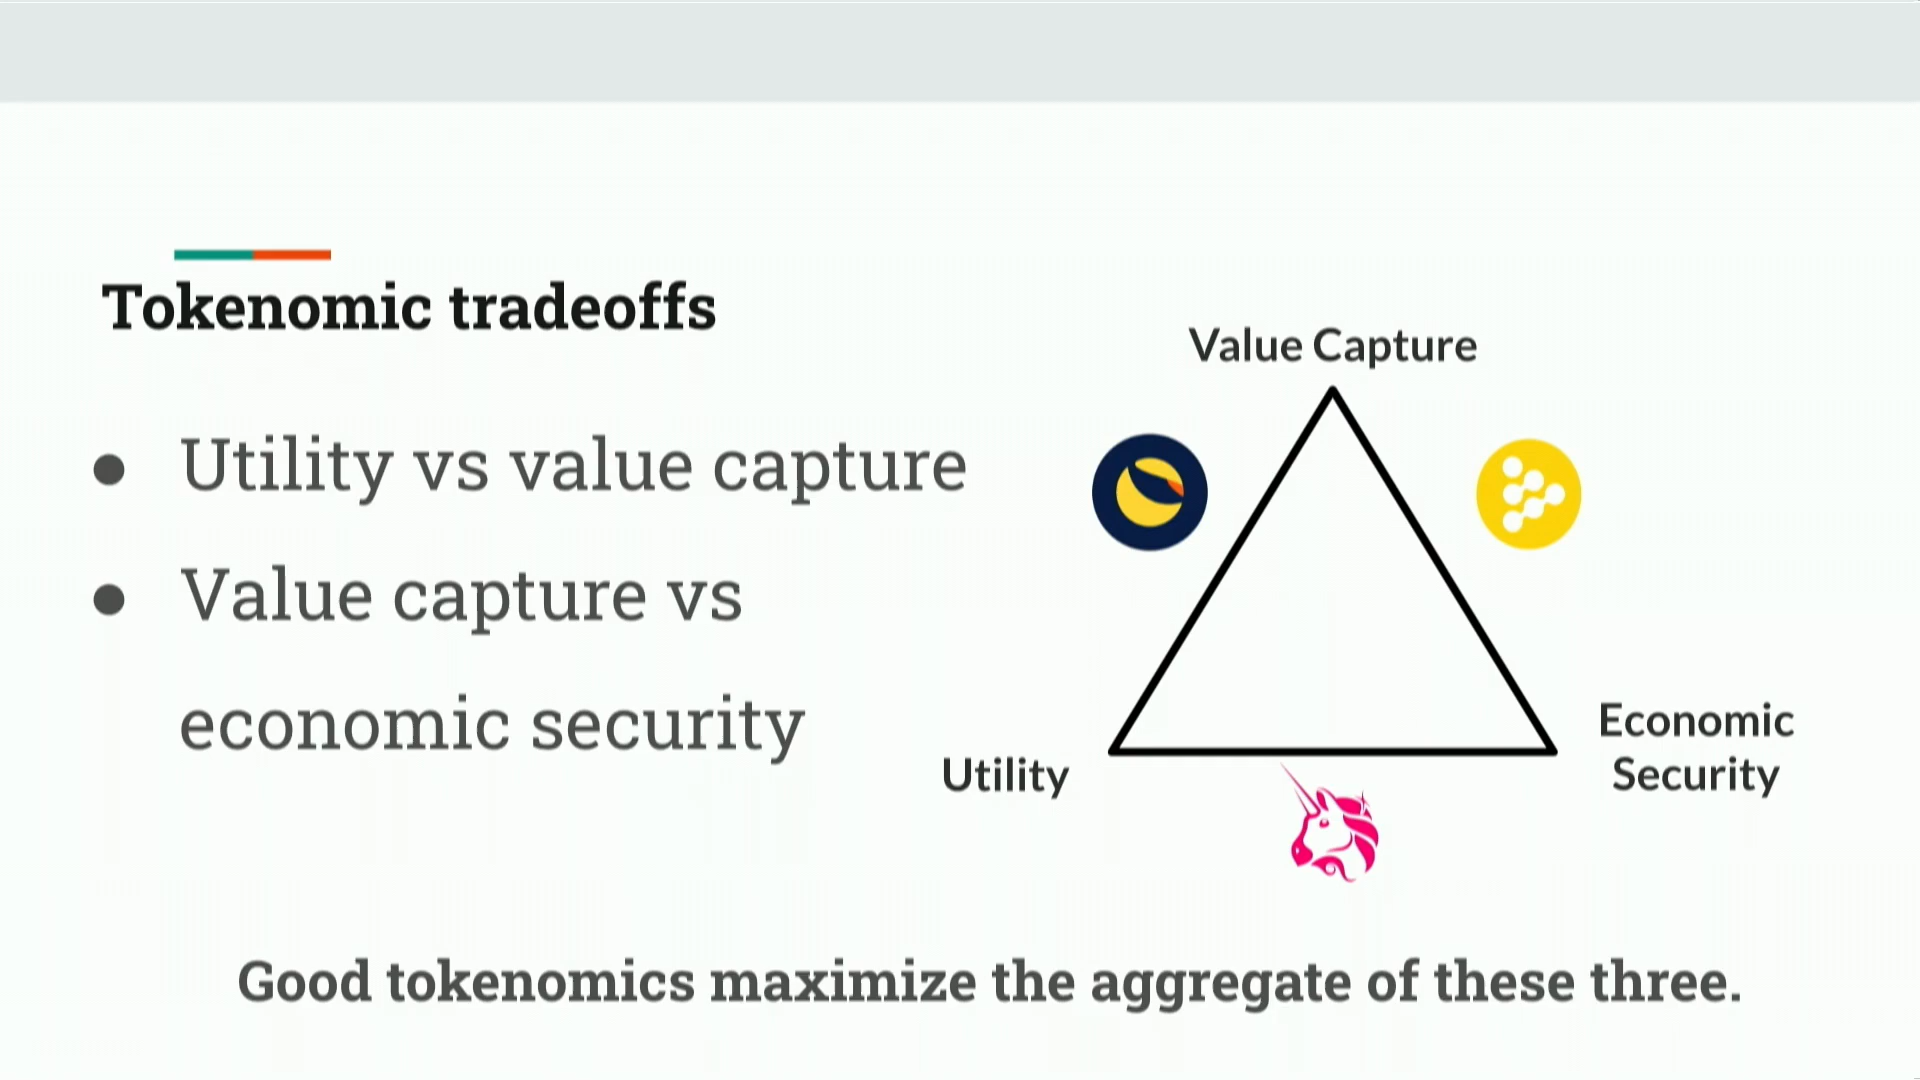 Tokenomic tradeoffs
● Utility vs value capture
● Value capture vs
economic security
Value Capture
Utility
Economic
Security
Good tokenomics maximize the aggregate of these three.